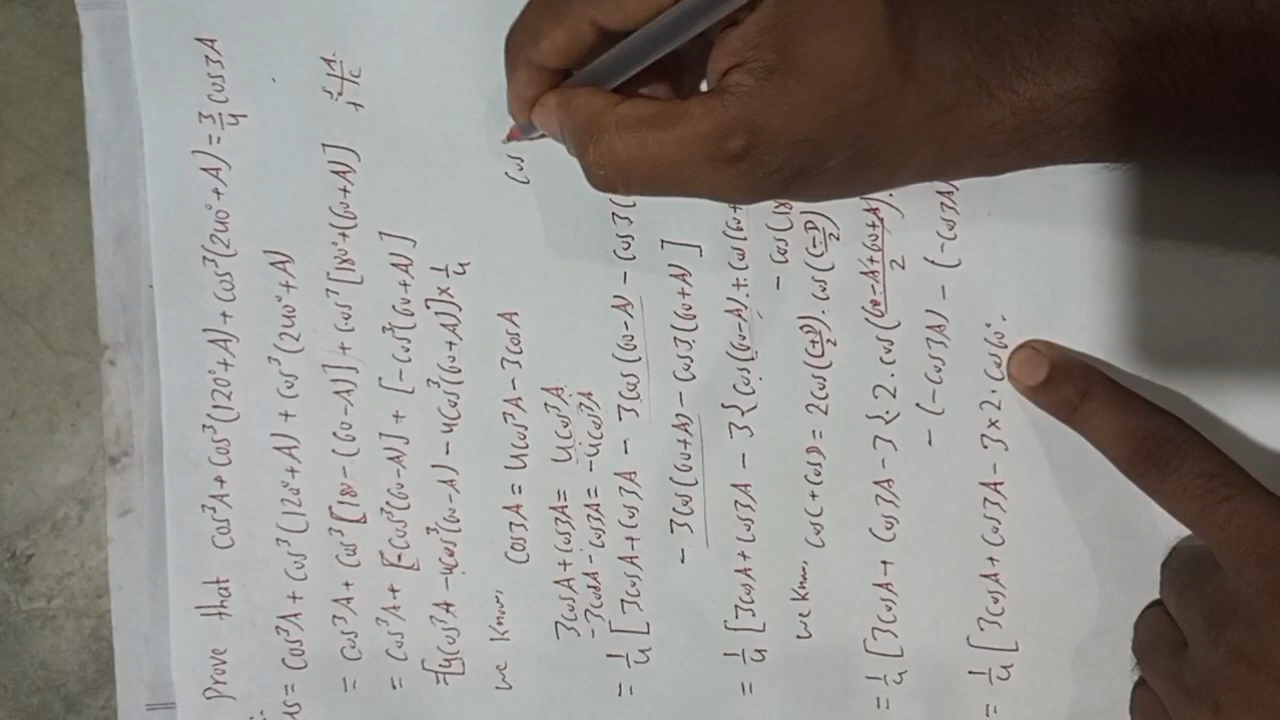 Prove that cos³A + cos³(120°+A) + cos³(240°+A) = 3/4 cos3A
= cos³A + cos³(120°+A) + cos³(240°+A)
= cos³A + cos³[180-(60-A)] + cos³[180°+(60+A)]
= cos³A + [-cos³(60-A)] + [-cos³(60+A)]
=[4cos³A - 4cos³(60-A) - 4cos³(60+A)] × 1/4
we know, cos3A = 4cos³A - 3cosA cos
3cosA + cos3A = 4cos³A
-3cosA - cos3A = -4cos³A
= 1/4 [3cosA + cos3A - 3cos(60-A) - cos3(
- 3cos(60+A) - cos3(60+A)]
= 1/4 [3cosA + cos3A - 3{cos(60-A) + cos(60+
- cos(18
we know, cosC + cosD = 2cos(C+D/2).cos(C-D/2)
= 1/4 [3cosA + cos3A - 3{2.cos(60-A+60+A/2).
- (-cos3A) - (-cos3A)
= 1/4 [3cosA + cos3A - 3×2.cos60°.